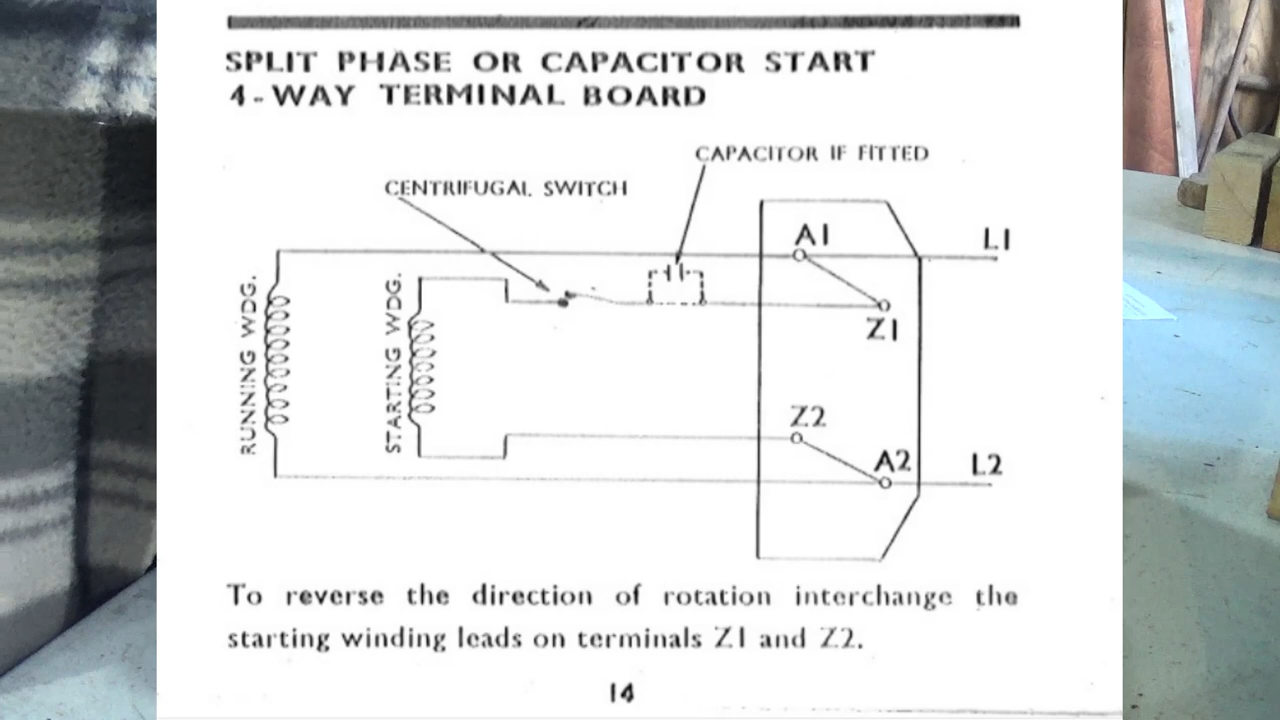 SPLIT PHASE OR CAPACITOR START
4-WAY TERMINAL BOARD
CAPACITOR IF FITTED
CENTRIFUGAL SWITCH
A1
L1
RUNNING WDG.
STARTING WDG.
Z1
Z2
A2
L2
To reverse the direction of rotation interchange the
starting winding leads on terminals Z1 and Z2.
14